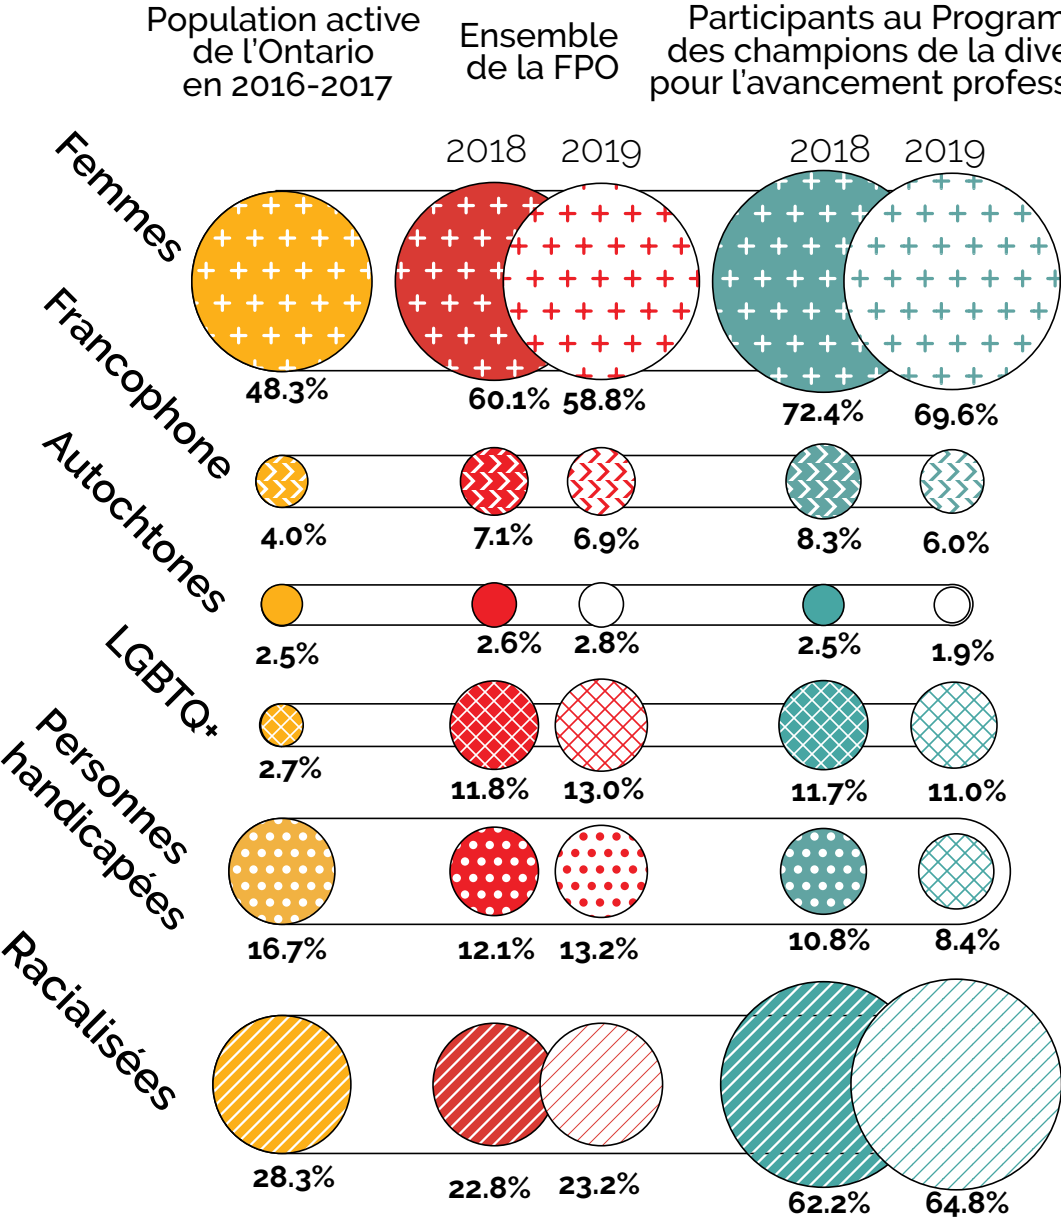 Population active
de l'Ontario
en 2016-2017
Ensemble
de la FPO
Participants au Program
des champions de la dive
pour l'avancement profess
2018 2019 2018 2019
Femmes
48.3% 60.1% 58.8% 72.4% 69.6%
Francophone
4.0% 7.1% 6.9% 8.3% 6.0%
Autochtones
2.5% 2.6% 2.8% 2.5% 1.9%
LGBTQ+
2.7% 11.8% 13.0% 11.7% 11.0%
Personnes
handicapées
16.7% 12.1% 13.2% 10.8% 8.4%
Racialisées
28.3% 22.8% 23.2% 62.2% 64.8%